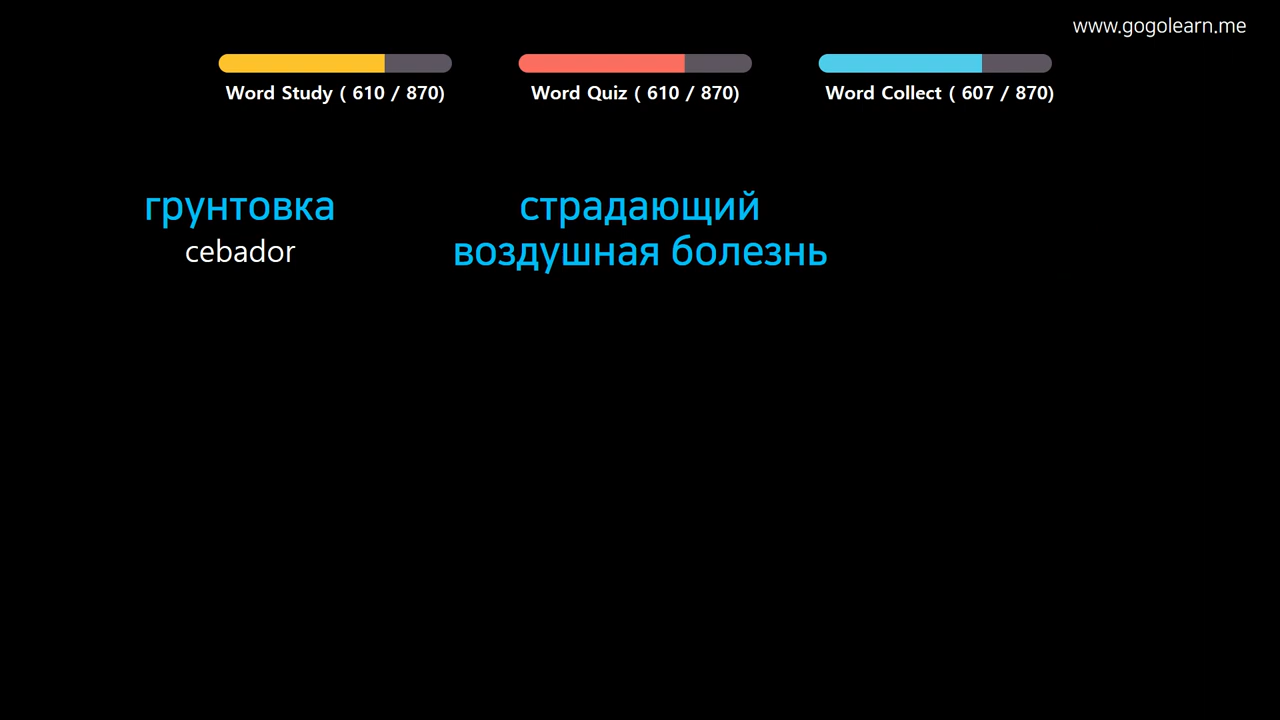 www.gogolearn.me
Word Study ( 610 / 870)
Word Quiz ( 610 / 870)
Word Collect ( 607 / 870)
грунтовка
cebador
страдающий
воздушная болезнь